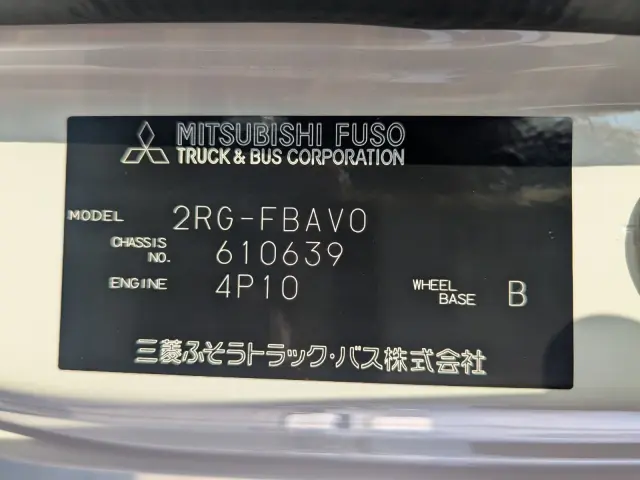 MITSUBISHI FUSO
TRUCK & BUS CORPORATION
MODEL 2RG-FBAV0
CHASSIS NO. 610639
ENGINE 4P10 WHEEL BASE B
三菱ふそうトラック・バス株式会社